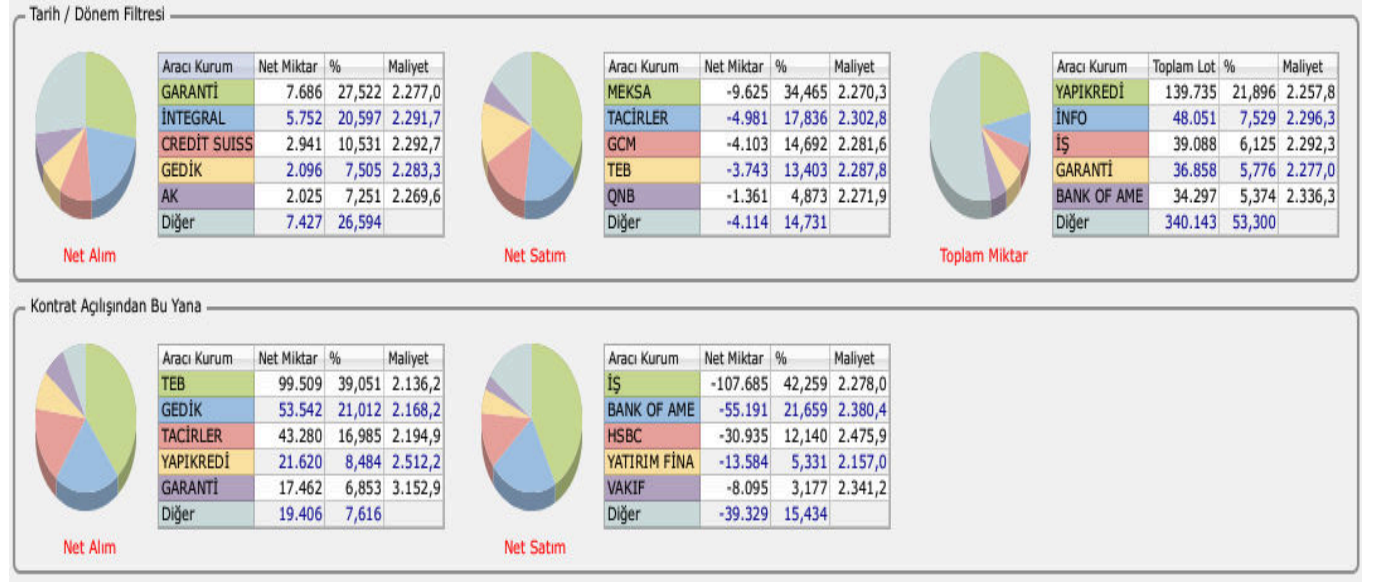 Tarih / Dönem Filtresi
Aracı Kurum Net Miktar % Maliyet
GARANTİ 7.686 27,522 2.277,0
İNTEGRAL 5.752 20,597 2.291,7
CREDİT SUISS 2.941 10,531 2.292,7
GEDİK 2.096 7,505 2.283,3
AK 2.025 7,251 2.269,6
Diğer 7.427 26,594
Net Alım
Aracı Kurum Net Miktar % Maliyet
MEKSA -9.625 34,465 2.270,3
TACİRLER -4.981 17,836 2.302,8
GCM -4.103 14,692 2.281,6
TEB -3.743 13,403 2.287,8
QNB -1.361 4,873 2.271,9
Diğer -4.114 14,731
Net Satım
Aracı Kurum Toplam Lot % Maliyet
YAPIKREDİ 139.735 21,896 2.257,8
İNFO 48.051 7,529 2.296,3
İŞ 39.088 6,125 2.292,3
GARANTİ 36.858 5,776 2.277,0
BANK OF AME 34.297 5,374 2.336,3
Diğer 340.143 53,300
Toplam Miktar
Kontrat Açılışından Bu Yana
Aracı Kurum Net Miktar % Maliyet
TEB 99.509 39,051 2.136,2
GEDİK 53.542 21,012 2.168,2
TACİRLER 43.280 16,985 2.194,9
YAPIKREDİ 21.620 8,484 2.512,2
GARANTİ 17.462 6,853 3.152,9
Diğer 19.406 7,616
Net Alım
Aracı Kurum Net Miktar % Maliyet
İŞ -107.685 42,259 2.278,0
BANK OF AME -55.191 21,659 2.380,4
HSBC -30.935 12,140 2.475,9
YATIRIM FİNA -13.584 5,331 2.157,0
VAKIF -8.095 3,177 2.341,2
Diğer -39.329 15,434
Net Satım